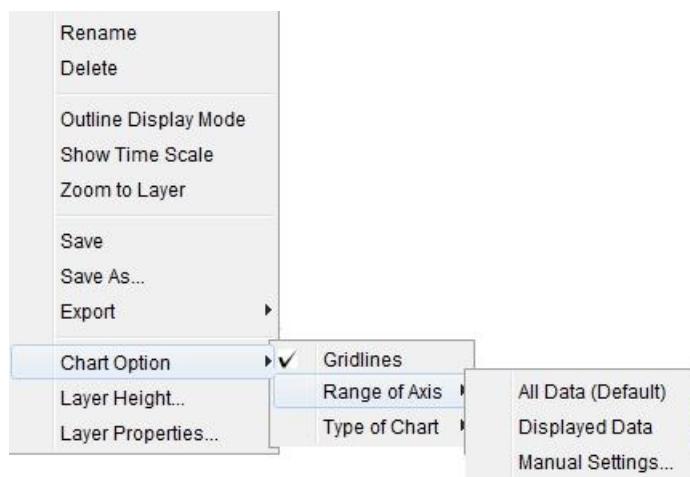 Rename
Delete
Outline Display Mode
Show Time Scale
Zoom to Layer
Save
Save As...
Export
Chart Option
Layer Height...
Layer Properties...
Gridlines
Range of Axis
Type of Chart
All Data (Default)
Displayed Data
Manual Settings...